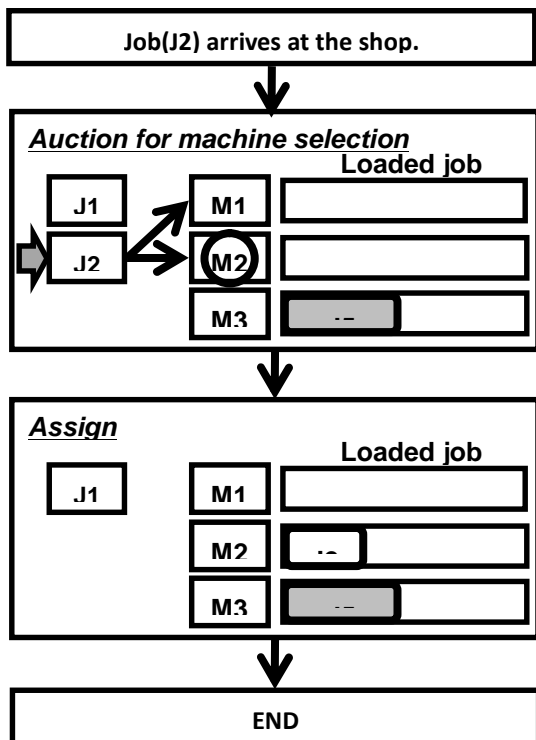 Job(J2) arrives at the shop.
Auction for machine selection
Loaded job
J1 M1
J2 M2
M3
Assign
Loaded job
J1 M1
M2
M3
END